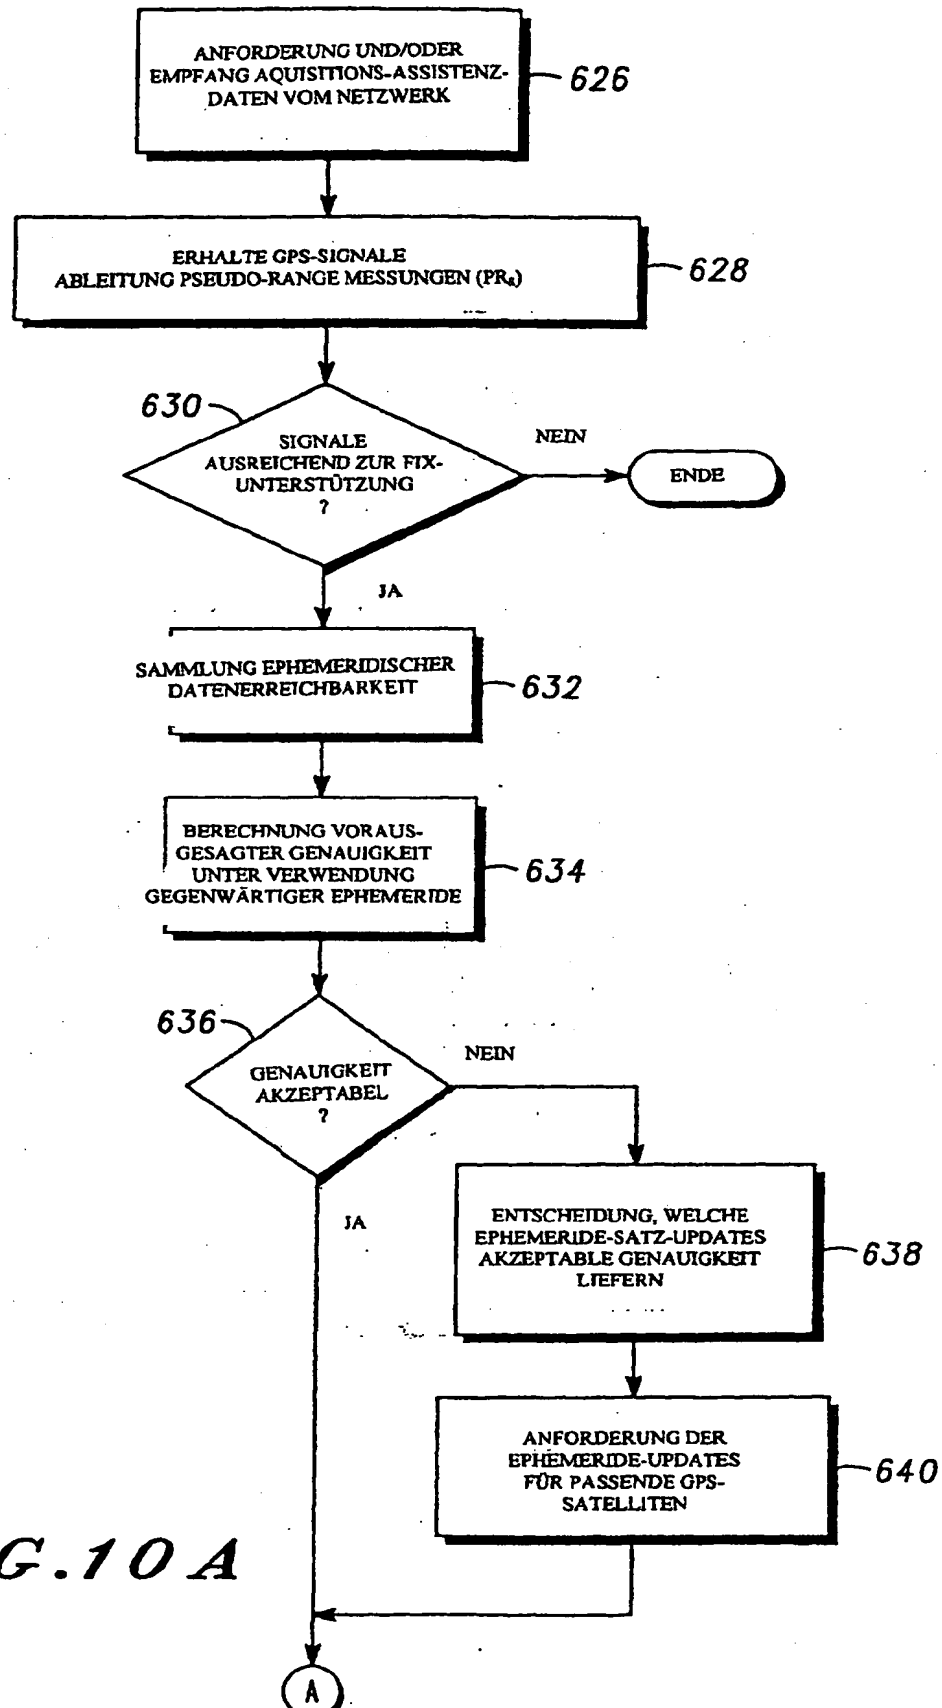 ANFORDERUNG UND/ODER
EMPFANG AQUISITIONS-ASSISTENZ-
DATEN VOM NETZWERK
626
ERHALTE GPS-SIGNALE
ABLEITUNG PSEUDO-RANGE MESSUNGEN (PRR)
628
630
SIGNALE
AUSREICHEND ZUR FIX-
UNTERSTÜTZUNG
?
NEIN
ENDE
JA
SAMMLUNG EPHEMERIDISCHER
DATENERREICHBARKEIT
632
BERECHNUNG VORAUS-
GESAGTER GENAUIGKEIT
UNTER VERWENDUNG
GEGENWÄRTIGER EPHEMERIDE
634
636
GENAUIGKEIT
AKZEPTABEL
?
NEIN
JA
ENTSCHEIDUNG, WELCHE
EPHEMERIDE-SATZ-UPDATES
AKZEPTABLE GENAUIGKEIT
LIEFERN
638
ANFORDERUNG DER
EPHEMERIDE-UPDATES
FÜR PASSENDE GPS-
SATELLITEN
640
G.10 A
A